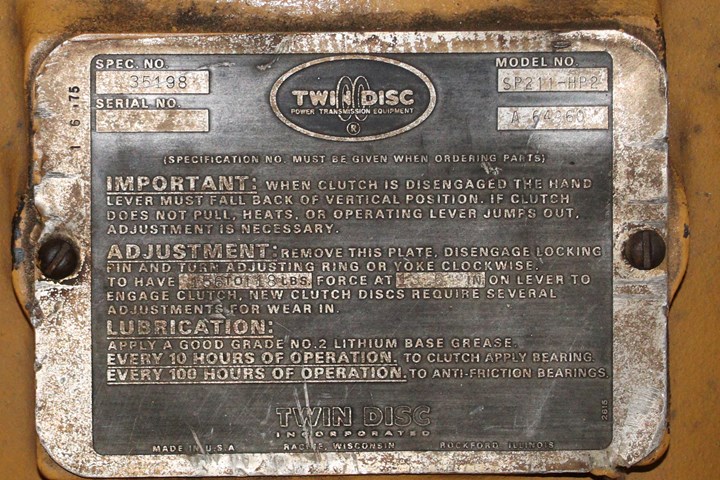 SPEC. NO.
35198
SERIAL NO.
1 6 75
TWIN DISC
POWER TRANSMISSION EQUIPMENT
®
MODEL NO.
SP211-HP2
A 64960
(SPECIFICATION NO. MUST BE GIVEN WHEN ORDERING PARTS)
IMPORTANT: WHEN CLUTCH IS DISENGAGED THE HAND
LEVER MUST FALL BACK OF VERTICAL POSITION. IF CLUTCH
DOES NOT PULL, HEATS, OR OPERATING LEVER JUMPS OUT,
ADJUSTMENT IS NECESSARY.
ADJUSTMENT: REMOVE THIS PLATE, DISENGAGE LOCKING
PIN AND TURN ADJUSTING RING OR YOKE CLOCKWISE.
TO HAVE LBS FORCE AT IN ON LEVER TO
ENGAGE CLUTCH, NEW CLUTCH DISCS REQUIRE SEVERAL
ADJUSTMENTS FOR WEAR IN.
LUBRICATION:
APPLY A GOOD GRADE NO.2 LITHIUM BASE GREASE.
EVERY 10 HOURS OF OPERATION. TO CLUTCH APPLY BEARING.
EVERY 100 HOURS OF OPERATION. TO ANTI-FRICTION BEARINGS.
TWIN DISC
INCORPORATED
MADE IN U.S.A RACINE, WISCONSIN ROCKFORD, ILLINOIS